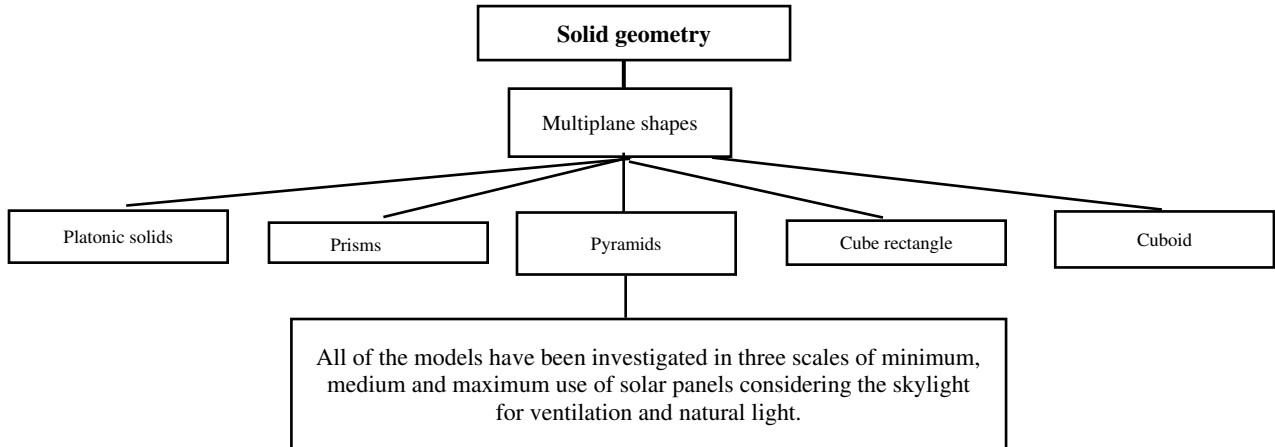 Solid geometry
Multiplane shapes
Platonic solids
Prisms
Pyramids
Cube rectangle
Cuboid
All of the models have been investigated in three scales of minimum,
medium and maximum use of solar panels considering the skylight
for ventilation and natural light.